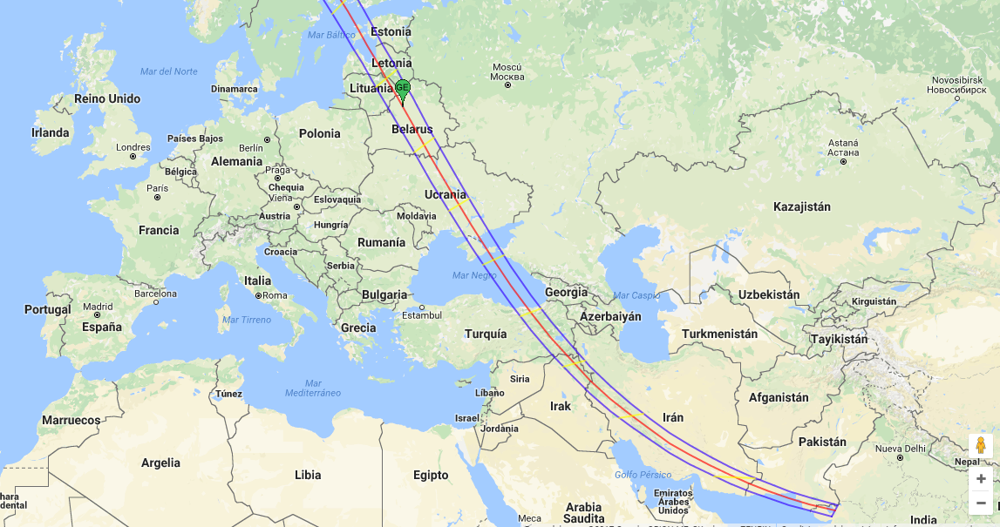 Estonia
Mar Báltico
Letonia
Moscú
Москва
Mar del Norte
Novosibirsk
Новосибирск
Dinamarca
Lituania
GE
Reino Unido
Irlanda
Belarus
Polonia
Países Bajos
Berlín
Londres
Astaná
Астана
Alemania
Bélgica
Praga
París
Chequia
Viena
Eslovaquia
Ucrania
Kazajistán
Austria
Moldavia
Hungría
Francia
Rumanía
Croacia
Serbia
Mar Negro
Italia
Barcelona
Roma
Bulgaria
Georgia
Mar Caspio
Uzbekistán
Kirguistán
Portugal
Madrid
España
Estambul
Azerbaiyán
Mar Tirreno
Grecia
Turquía
Turkmenistán
Tayikistán
Siria
Mar
Mediterráneo
Túnez
Líbano
Irak
Irán
Afganistán
Marruecos
Israel
Jordania
Pakistán
Nueva Delhi
Nepal
Argelia
Libia
Egipto
Golfo Pérsico
Emiratos
Árabes
Unidos
hara
dental
Arabia
Saudita
Meca
India
+
−